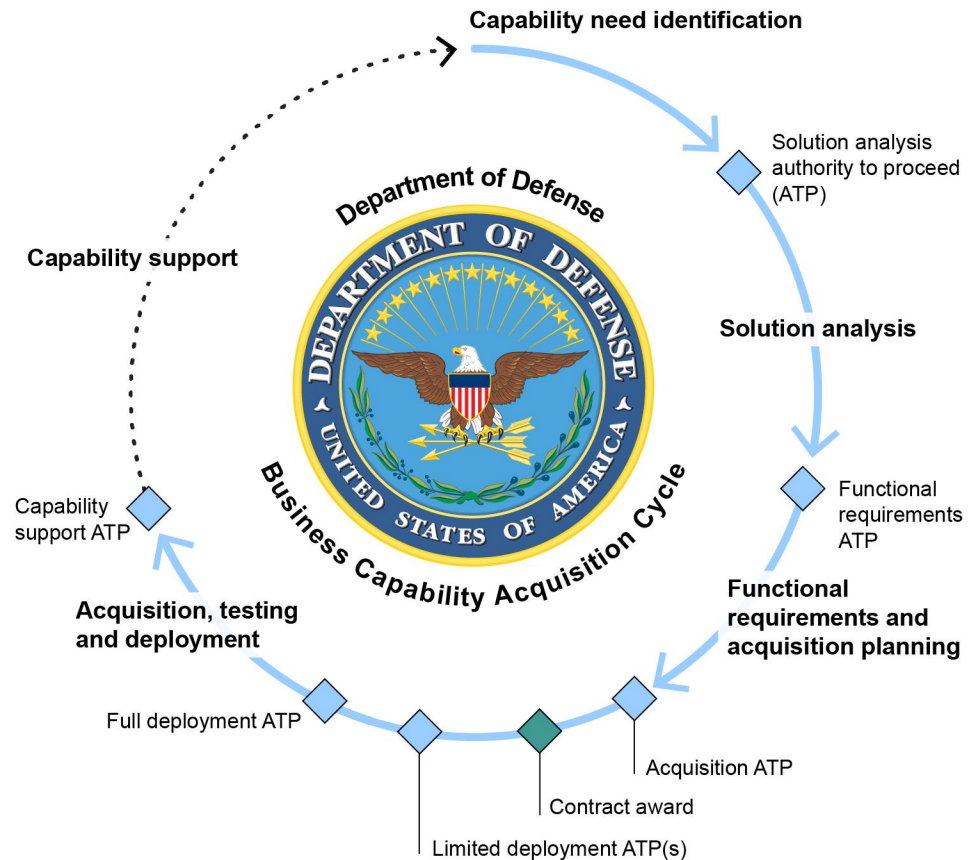 Capability need identification
Solution analysis
authority to proceed
(ATP)
Department of Defense
DEPARTMENT OF DEFENSE
UNITED STATES OF AMERICA
Business Capability Acquisition Cycle
Capability support
Solution analysis
Functional
requirements
ATP
Capability
support ATP
Functional
requirements and
acquisition planning
Acquisition, testing
and deployment
Full deployment ATP
Acquisition ATP
Contract award
Limited deployment ATP(s)